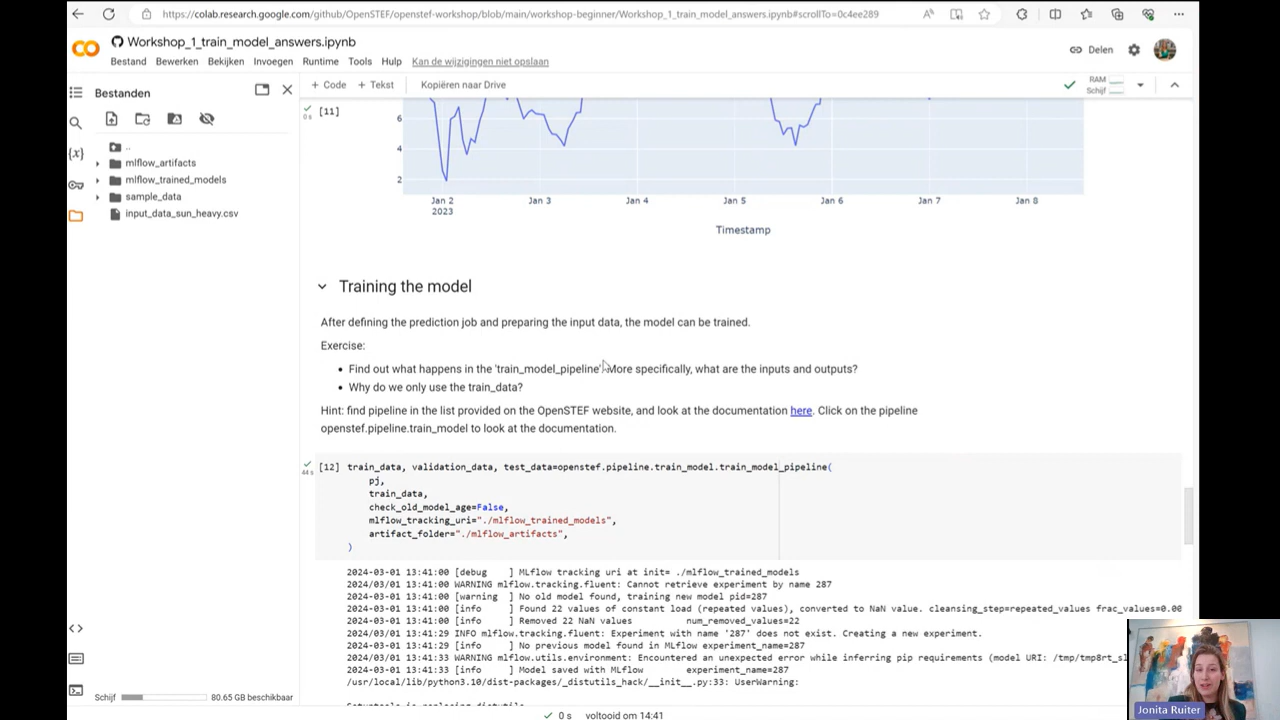 https://colab.research.google.com/github/OpenSTEF/openstef-workshop/blob/main/workshop-beginner/Workshop_1_train_model_answers.ipynb#scrollTo=0c4ee289
Workshop_1_train_model_answers.ipynb
Delen
Bestand Bewerken Bekijken Invoegen Runtime Tools Help Kan de wijzigingen niet opslaan
Bestanden
+ Code + Tekst Kopiëren naar Drive
RAM
Schijf
..
mlflow_artifacts
mlflow_trained_models
sample_data
input_data_sun_heavy.csv
0 s
[11]
6
4
2
Jan 2 Jan 3 Jan 4 Jan 5 Jan 6 Jan 7 Jan 8
2023
Timestamp
Training the model
After defining the prediction job and preparing the input data, the model can be trained.
Exercise:
• Find out what happens in the 'train_model_pipeline'. More specifically, what are the inputs and outputs?
• Why do we only use the train_data?
Hint: find pipeline in the list provided on the OpenSTEF website, and look at the documentation here. Click on the pipeline
openstef.pipeline.train_model to look at the documentation.
44 s
[12] train_data, validation_data, test_data=openstef.pipeline.train_model.train_model_pipeline(
pj,
train_data,
check_old_model_age=False,
mlflow_tracking_uri="./mlflow_trained_models",
artifact_folder="./mlflow_artifacts",
)
2024-03-01 13:41:00 [debug ] MLflow tracking uri at init= ./mlflow_trained_models
2024/03/01 13:41:00 WARNING mlflow.tracking.fluent: Cannot retrieve experiment by name 287
2024-03-01 13:41:00 [warning ] No old model found, training new model pid=287
2024-03-01 13:41:00 [info ] Found 22 values of constant load (repeated values), converted to NaN value. cleansing_step=repeated_values frac_values=0.00
2024-03-01 13:41:00 [info ] Removed 22 NaN values num_removed_values=22
2024/03/01 13:41:29 INFO mlflow.tracking.fluent: Experiment with name '287' does not exist. Creating a new experiment.
2024-03-01 13:41:29 [info ] No previous model found in MLflow experiment_name=287
2024/03/01 13:41:33 WARNING mlflow.utils.environment: Encountered an unexpected error while inferring pip requirements (model URI: /tmp/tmp8rt_sl
2024-03-01 13:41:33 [info ] Model saved with MLflow experiment_name=287
/usr/local/lib/python3.10/dist-packages/_distutils_hack/__init__.py:33: UserWarning:
Setuptools is replacing distutils.
Schijf 80.65 GB beschikbaar
0 s voltooid om 14:41
Jonita Ruiter